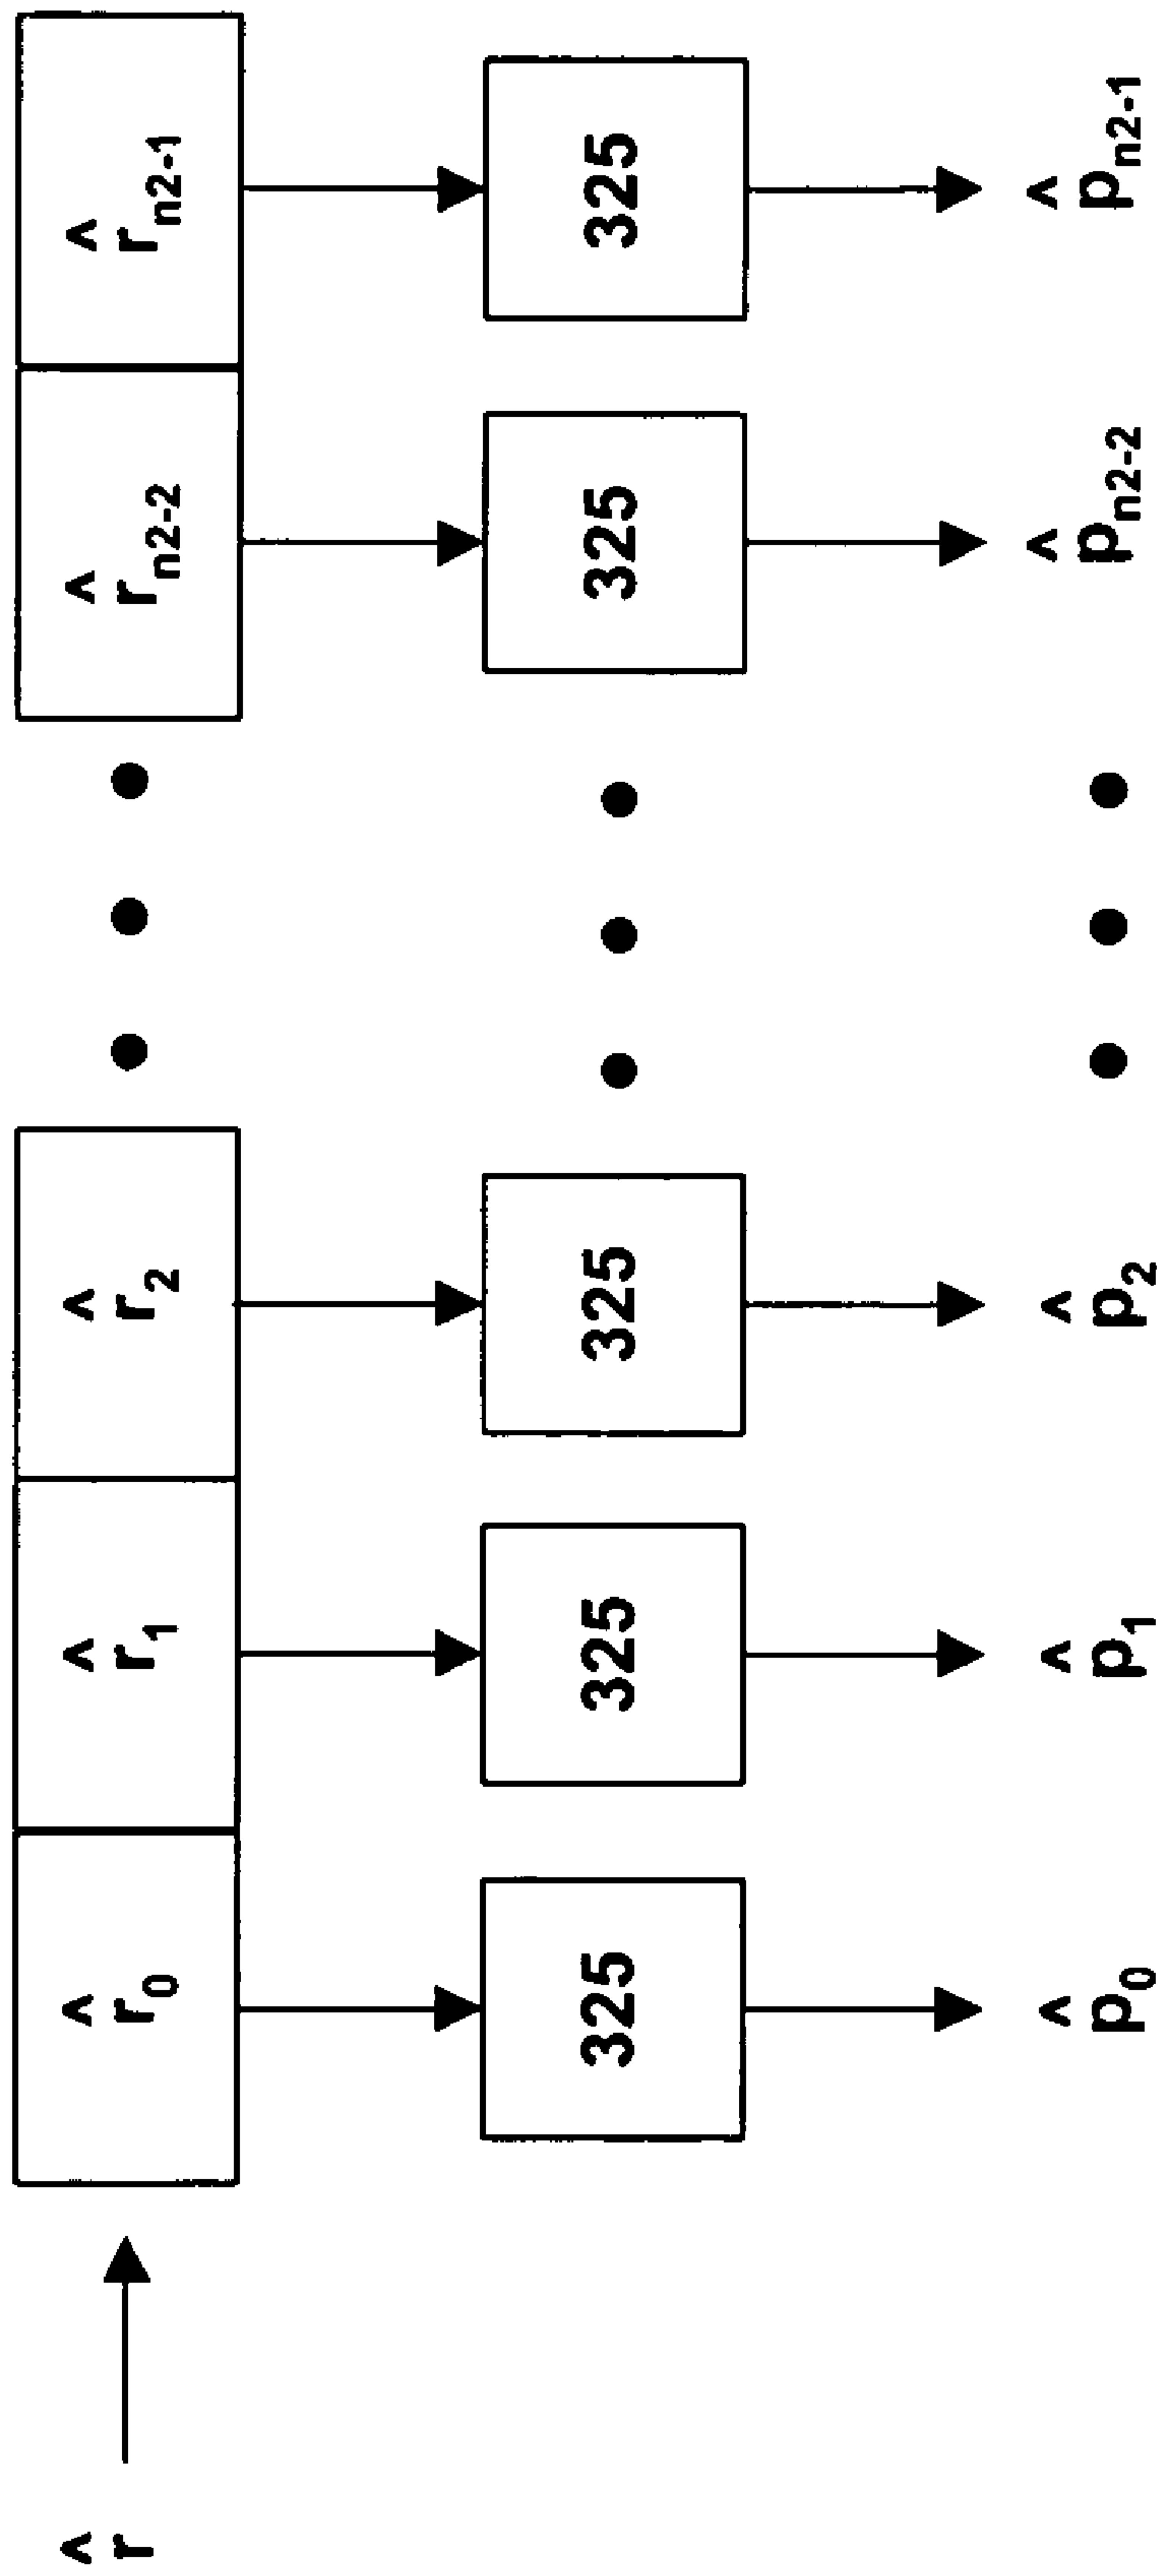 r̂ r̂0 r̂1 r̂2 r̂n2-2 r̂n2-1
325 325 325 325 325
p̂0 p̂1 p̂2 p̂n2-2 p̂n2-1